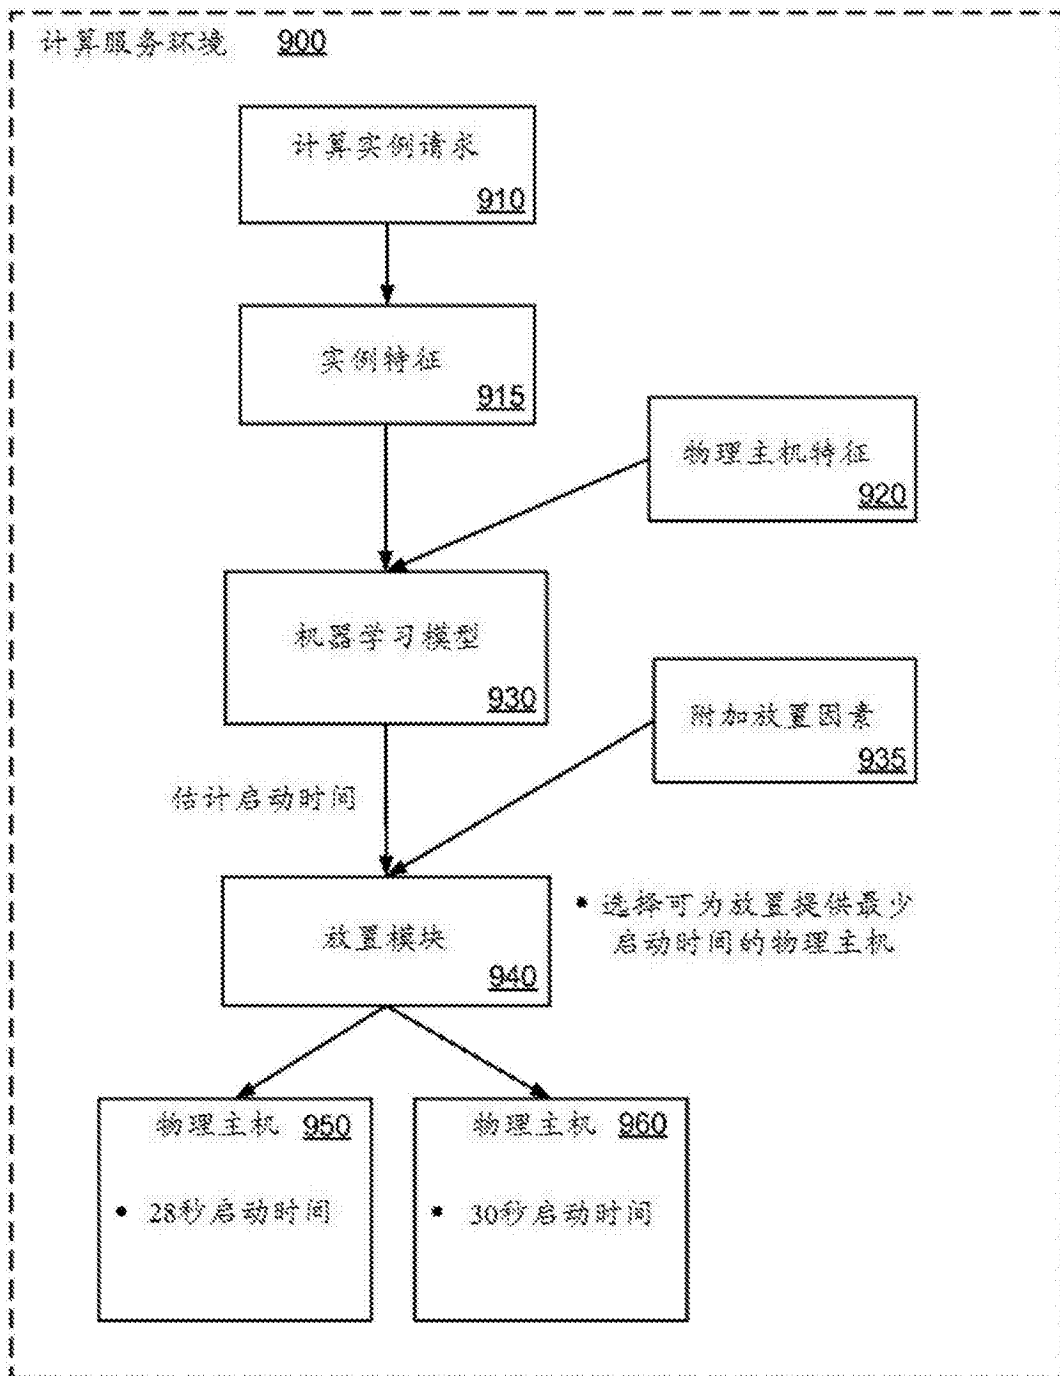 计算服务环境 900
计算实例请求
910
实例特征
915
物理主机特征
920
机器学习模型
930
附加放置因素
935
估计启动时间
放置模块
940
• 选择可为放置提供最少
启动时间的物理主机
物理主机 950
• 28秒启动时间
物理主机 960
• 30秒启动时间